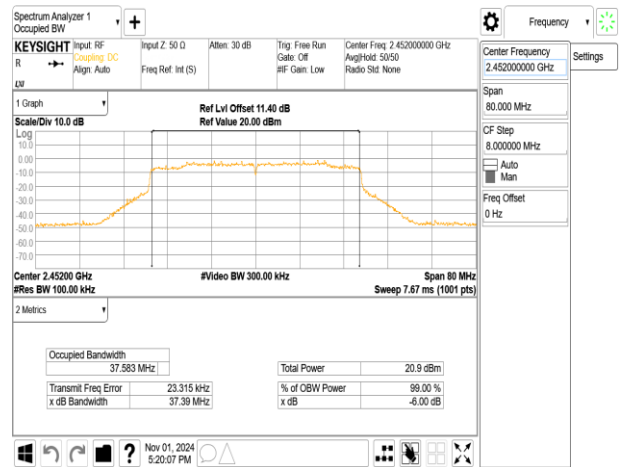 Spectrum Analyzer 1
Occupied BW
Frequency
KEYSIGHT
R
Input: RF
Coupling: DC
Align: Auto
Input Z: 50 Ω
Freq Ref: Int (S)
Atten: 30 dB
Trig: Free Run
Gate: Off
#IF Gain: Low
Center Freq: 2.452000000 GHz
Avg|Hold: 50/50
Radio Std: None
LXI
Center Frequency
2.452000000 GHz
Settings
Span
80.000 MHz
CF Step
8.000000 MHz
Auto
Man
Freq Offset
0 Hz
1 Graph
Scale/Div 10.0 dB
Ref Lvl Offset 11.40 dB
Ref Value 20.00 dBm
Log
10.0
0.00
-10.0
-20.0
-30.0
-40.0
-50.0
-60.0
-70.0
Center 2.45200 GHz
#Res BW 100.00 kHz
#Video BW 300.00 kHz
Span 80 MHz
Sweep 7.67 ms (1001 pts)
2 Metrics
Occupied Bandwidth
37.583 MHz
Total Power 20.9 dBm
Transmit Freq Error 23.315 kHz
% of OBW Power 99.00 %
x dB Bandwidth 37.39 MHz
x dB -6.00 dB
?
Nov 01, 2024
5:20:07 PM